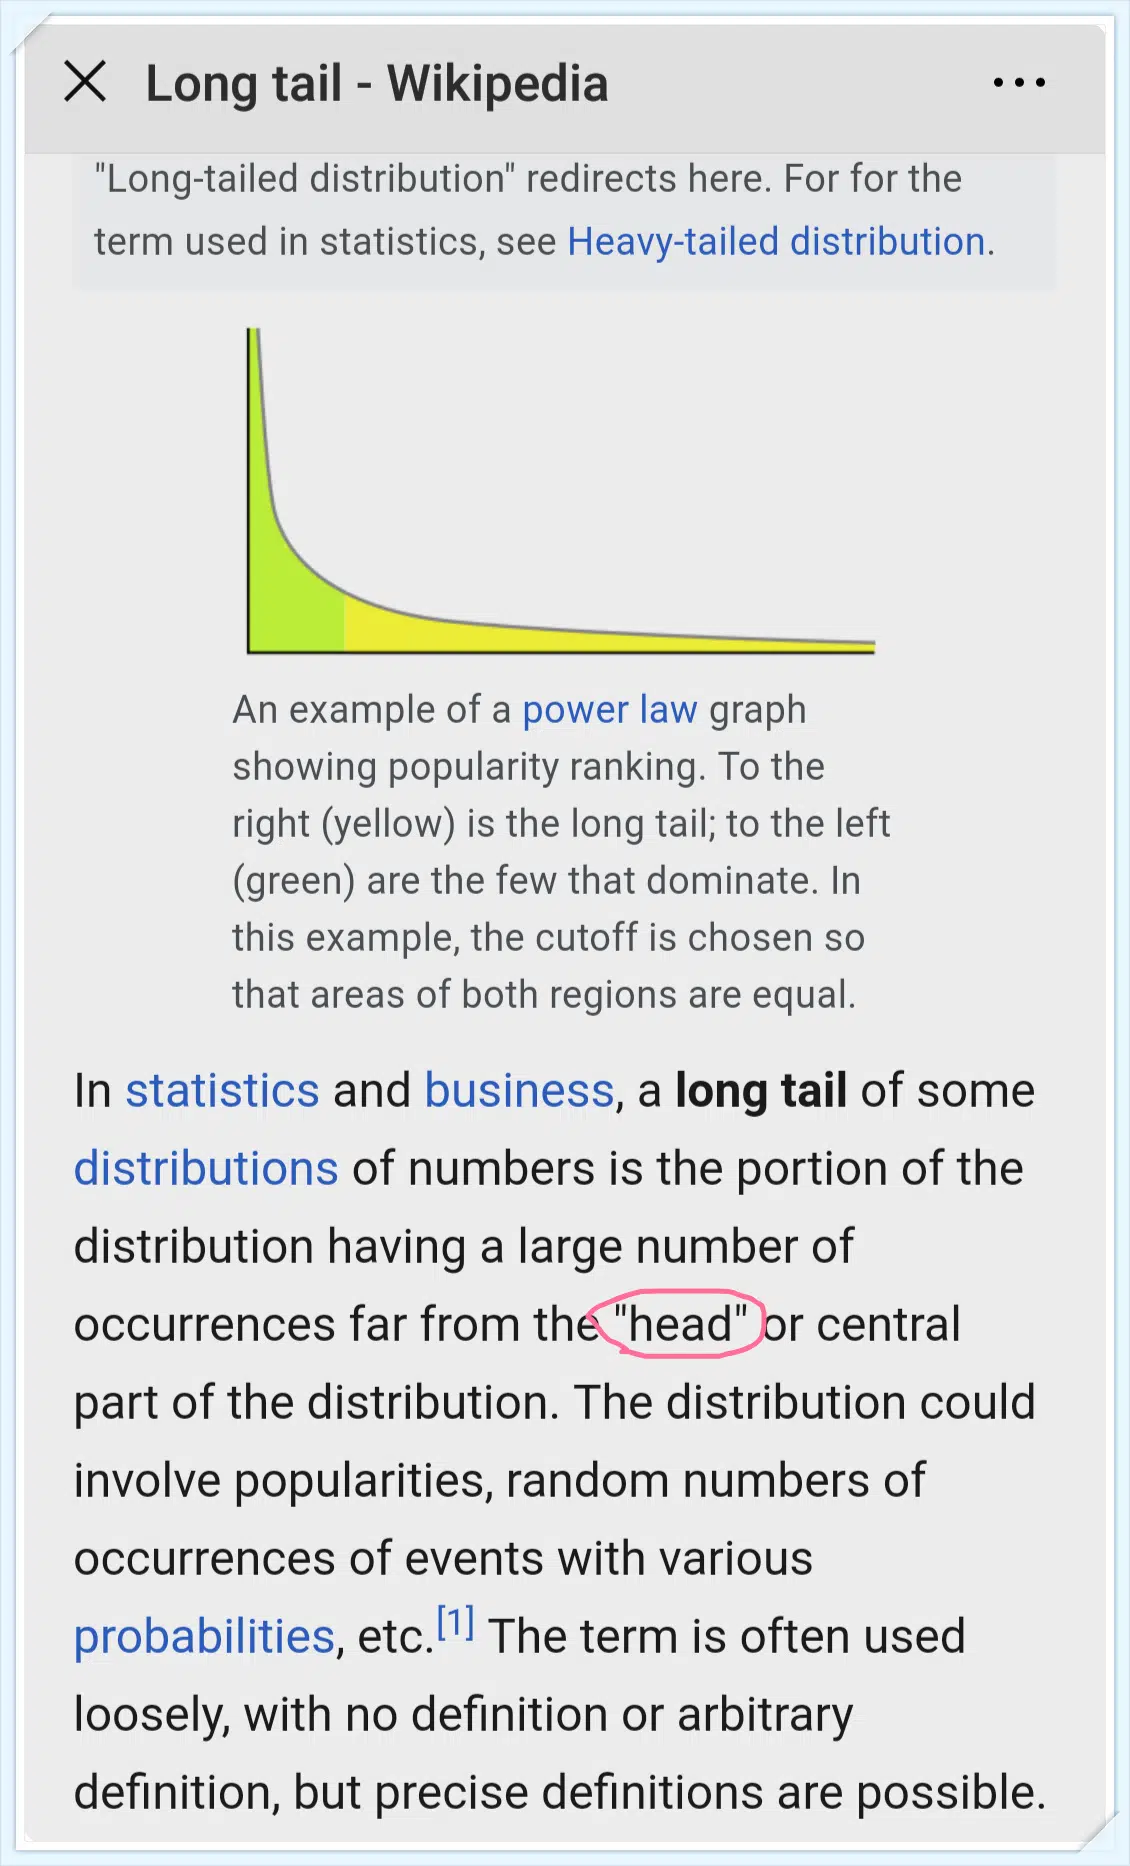 Long tail - Wikipedia
"Long-tailed distribution" redirects here. For for the
term used in statistics, see Heavy-tailed distribution.
An example of a power law graph
showing popularity ranking. To the
right (yellow) is the long tail; to the left
(green) are the few that dominate. In
this example, the cutoff is chosen so
that areas of both regions are equal.
In statistics and business, a long tail of some
distributions of numbers is the portion of the
distribution having a large number of
occurrences far from the "head" or central
part of the distribution. The distribution could
involve popularities, random numbers of
occurrences of events with various
probabilities, etc.[1] The term is often used
loosely, with no definition or arbitrary
definition, but precise definitions are possible.